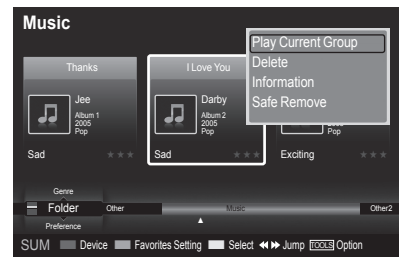 Music
Play Current Group
Delete
Information
Safe Remove
Thanks
I Love You
Jee
Album 1
2005
Pop
Darby
Album 2
2005
Pop
Pop
Sad
Sad
Exciting
Genre
Folder
Other
Music
Other2
Preference
SUM Device Favorites Setting Select Jump TOOLS Option